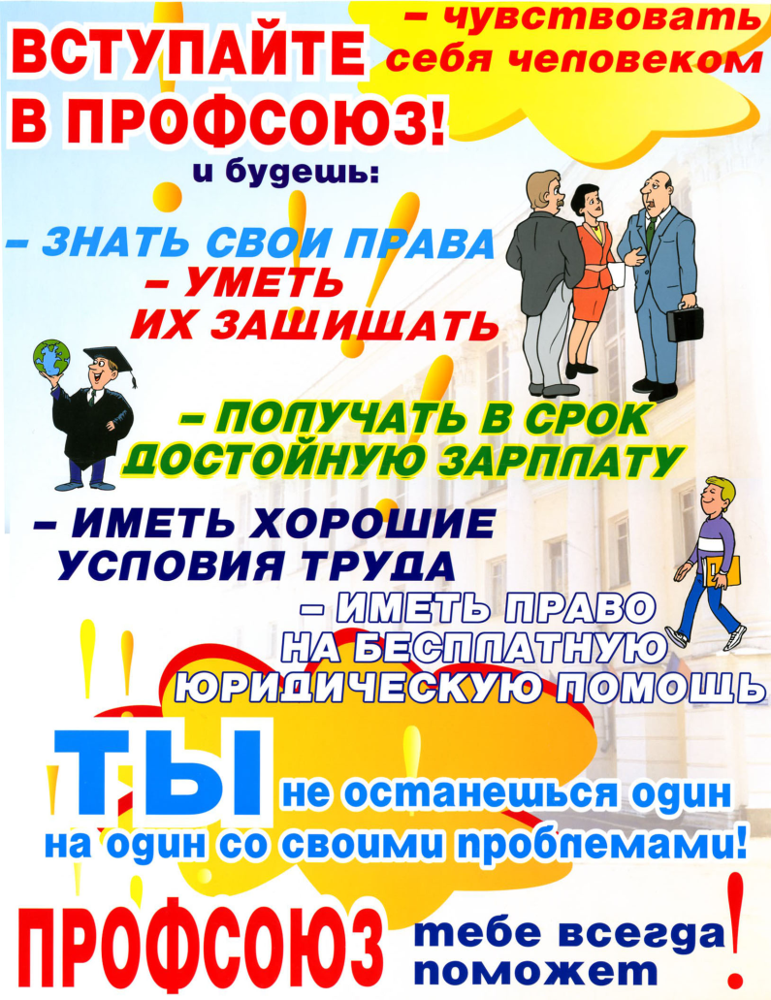 ВСТУПАЙТЕ
В ПРОФСОЮЗ!
и будешь:
– чувствовать
себя человеком
– ЗНАТЬ СВОИ ПРАВА
– УМЕТЬ
ИХ ЗАЩИЩАТЬ
– ПОЛУЧАТЬ В СРОК
ДОСТОЙНУЮ ЗАРПЛАТУ
– ИМЕТЬ ХОРОШИЕ
УСЛОВИЯ ТРУДА
– ИМЕТЬ ПРАВО
НА БЕСПЛАТНУЮ
ЮРИДИЧЕСКУЮ ПОМОЩЬ
ТЫ не останешься один
на один со своими проблемами!
ПРОФСОЮЗ тебе всегда
поможет!